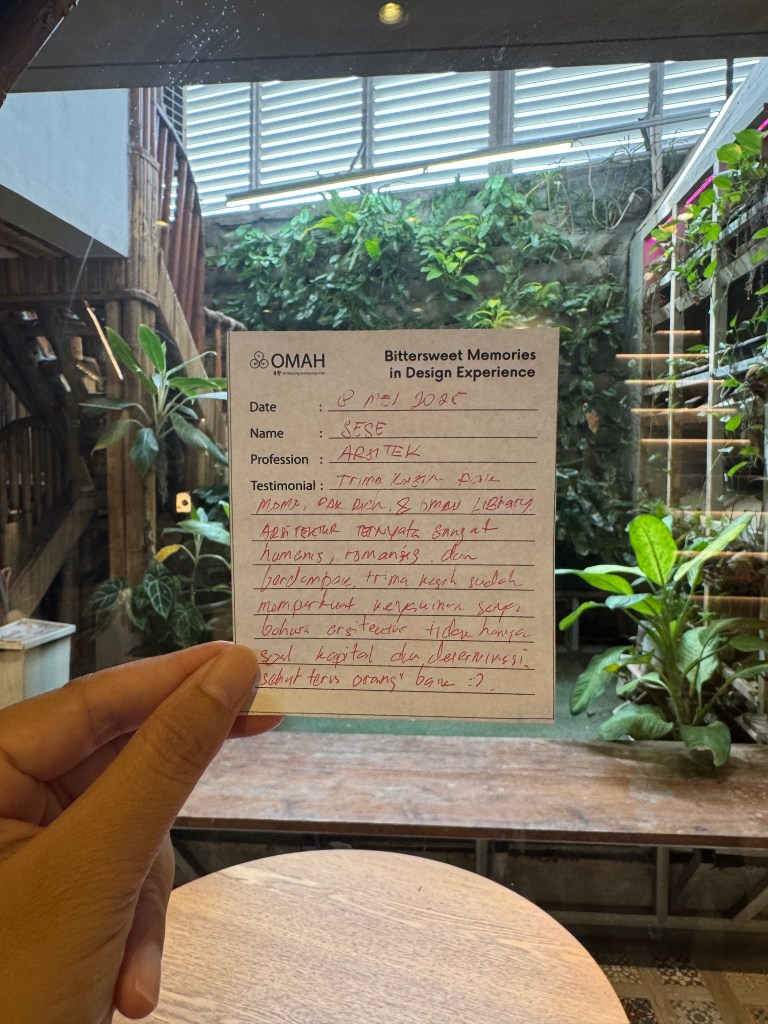 OMAH
Bittersweet Memories
in Design Experience
Date : 8 MEI 2025
Name : SESE
Profession : ARSITEK
Testimonial : Trima Kasih Pak
PAK Rich, & OMAH LIBRARY
ARSITEKTUR TERNYATA SANGAT
humanis, romantis dan
berdampak, trima kasih sudah
memperkuat keyakinan saya
bahwa arsitektur tidak hanya
soal kapital dan determinasi.
sehat terus orang" baik :)